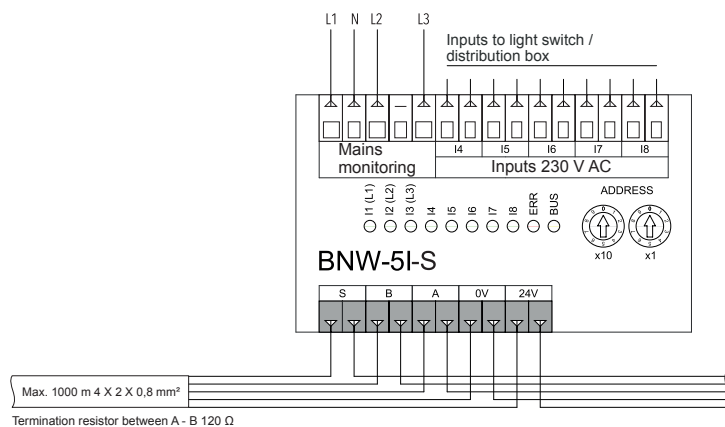 L1 N L2 L3
Inputs to light switch /
distribution box
—
I4 I5 I6 I7 I8
Mains
monitoring
Inputs 230 V AC
I1 (L1) I2 (L2) I3 (L3) I4 I5 I6 I7 I8 ERR BUS
ADDRESS
x10 x1
BNW-5I-S
S B A 0V 24V
Max. 1000 m 4 X 2 X 0,8 mm²
Termination resistor between A - B 120 Ω